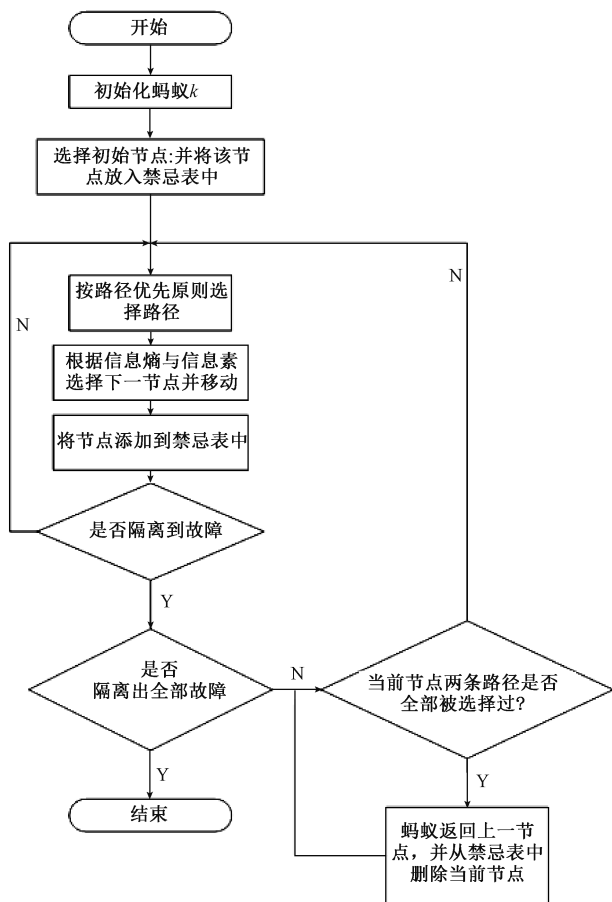 开始
初始化蚂蚁k
选择初始节点:并将该节
点放入禁忌表中
N
N
按路径优先原则选
择路径
根据信息熵与信息素
选择下一节点并移动
将节点添加到禁忌表中
是否隔离到故障
Y
是否
隔离出全部故障
N
当前节点两条路径是否
全部被选择过?
Y
Y
结束
蚂蚁返回上一节
点，并从禁忌表中
删除当前节点